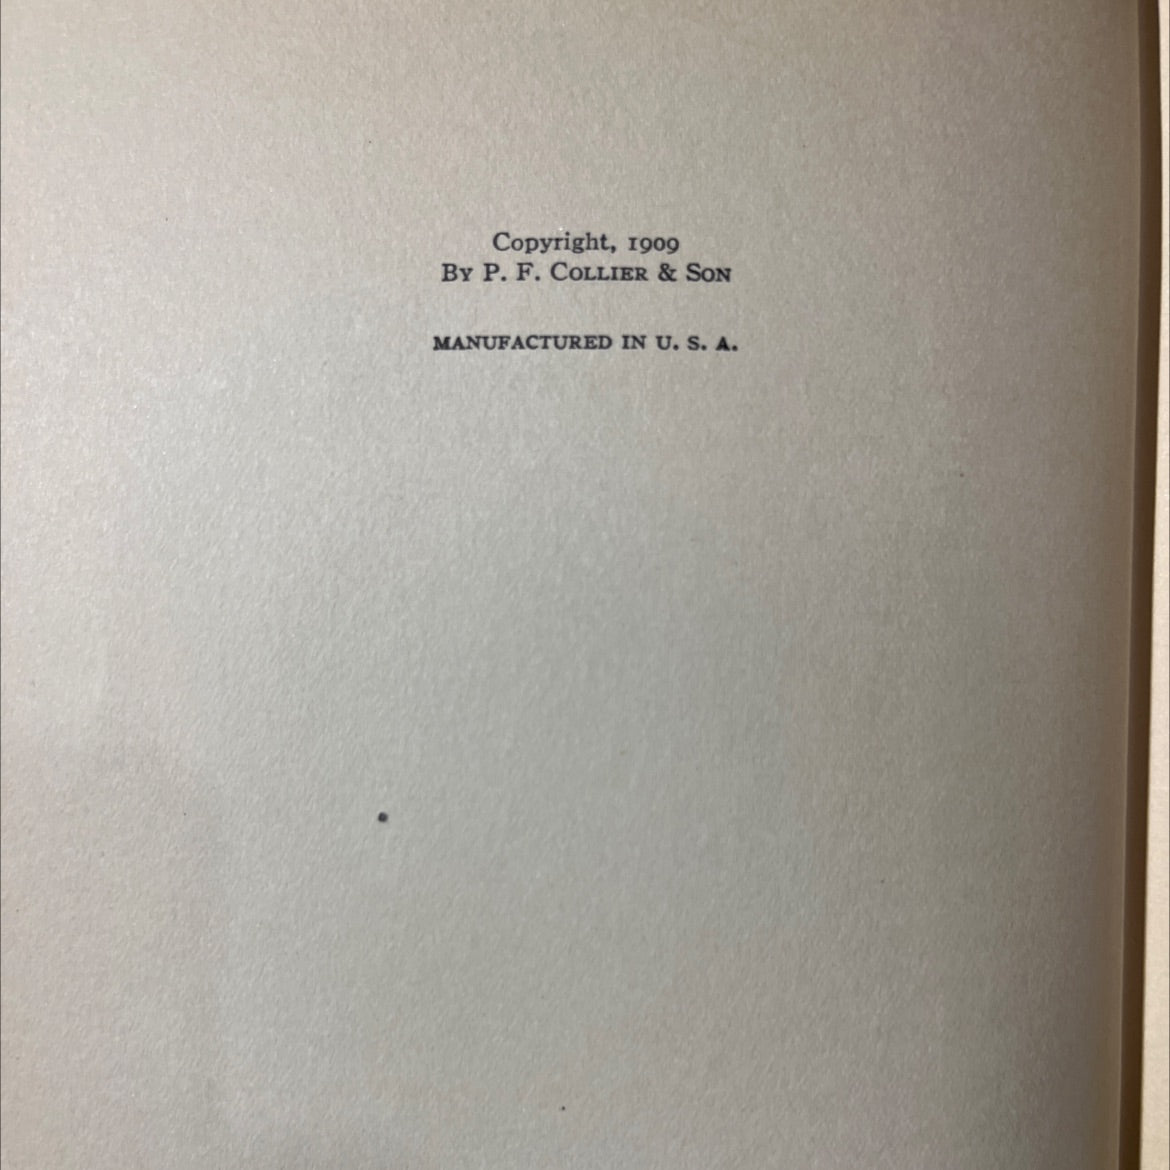 Copyright, 1909
By P. F. Collier & Son
MANUFACTURED IN U. S. A.